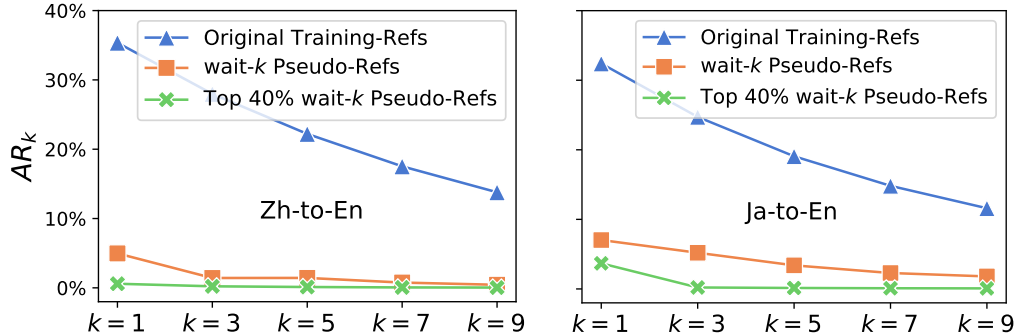 40%
30%
20%
10%
0%
AR_k
Original Training-Refs
wait-k Pseudo-Refs
Top 40% wait-k Pseudo-Refs
Zh-to-En
k = 1 k = 3 k = 5 k = 7 k = 9
Original Training-Refs
wait-k Pseudo-Refs
Top 40% wait-k Pseudo-Refs
Ja-to-En
k = 1 k = 3 k = 5 k = 7 k = 9